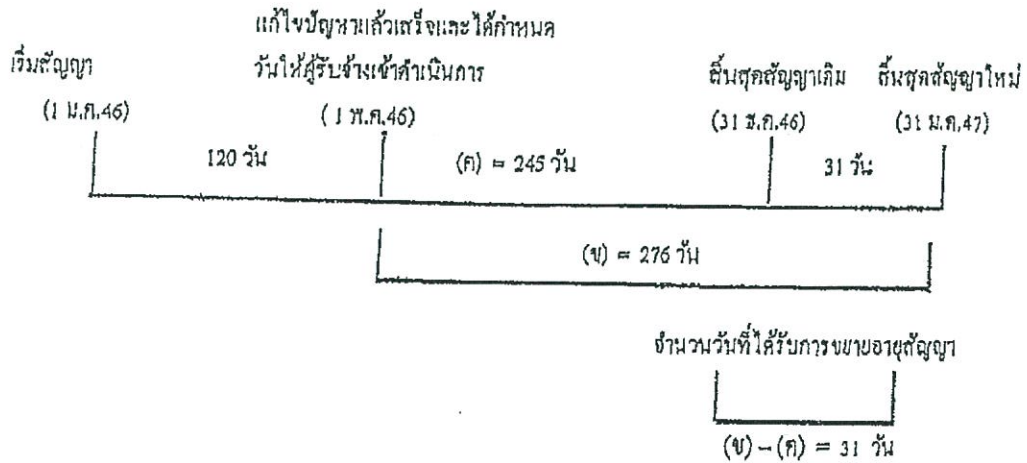 แก้ไขปัญหาแล้วเสร็จและได้กำหนด
วันให้ผู้รับจ้างเข้าดำเนินการ
เริ่มสัญญา
สิ้นสุดสัญญาเดิม
สิ้นสุดสัญญาใหม่
(1 ม.ค.46)
(1 พ.ค.46)
(31 ธ.ค.46)
(31 ม.ค.47)
120 วัน
(ค) = 245 วัน
31 วัน
(ข) = 276 วัน
จำนวนวันที่ได้รับการขยายอายุสัญญา
(ข) – (ค) = 31 วัน